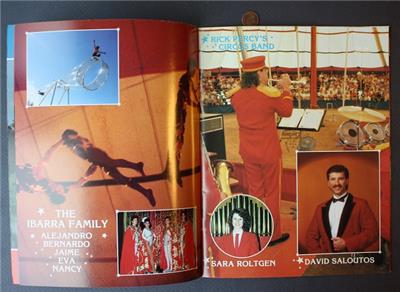 THE
IBARRA FAMILY
ALEJANDRO
BERNARDO
JAIME
EVA
NANCY
RICK PERCY'S
CIRCUS BAND
SARA ROLTGEN
DAVID SALOUTOS